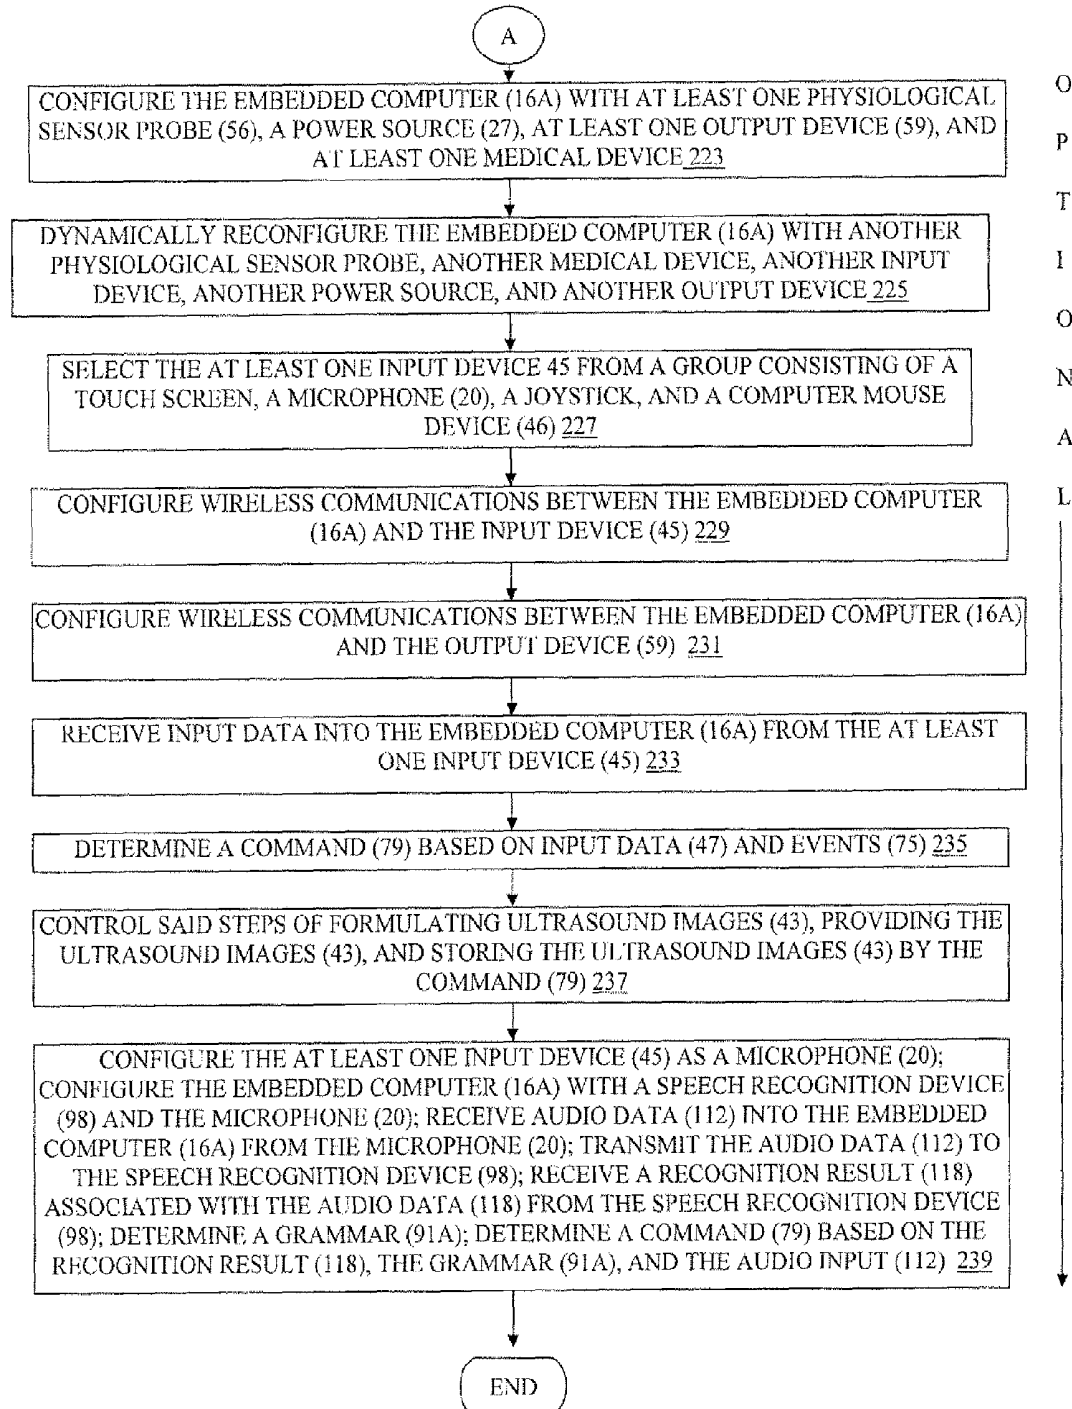 A
CONFIGURE THE EMBEDDED COMPUTER (16A) WITH AT LEAST ONE PHYSIOLOGICAL
SENSOR PROBE (56), A POWER SOURCE (27), AT LEAST ONE OUTPUT DEVICE (59), AND
AT LEAST ONE MEDICAL DEVICE 223
DYNAMICALLY RECONFIGURE THE EMBEDDED COMPUTER (16A) WITH ANOTHER
PHYSIOLOGICAL SENSOR PROBE, ANOTHER MEDICAL DEVICE, ANOTHER INPUT
DEVICE, ANOTHER POWER SOURCE, AND ANOTHER OUTPUT DEVICE 225
SELECT THE AT LEAST ONE INPUT DEVICE 45 FROM A GROUP CONSISTING OF A
TOUCH SCREEN, A MICROPHONE (20), A JOYSTICK, AND A COMPUTER MOUSE
DEVICE (46) 227
CONFIGURE WIRELESS COMMUNICATIONS BETWEEN THE EMBEDDED COMPUTER
(16A) AND THE INPUT DEVICE (45) 229
CONFIGURE WIRELESS COMMUNICATIONS BETWEEN THE EMBEDDED COMPUTER (16A)
AND THE OUTPUT DEVICE (59) 231
RECEIVE INPUT DATA INTO THE EMBEDDED COMPUTER (16A) FROM THE AT LEAST
ONE INPUT DEVICE (45) 233
DETERMINE A COMMAND (79) BASED ON INPUT DATA (47) AND EVENTS (75) 235
CONTROL SAID STEPS OF FORMULATING ULTRASOUND IMAGES (43), PROVIDING THE
ULTRASOUND IMAGES (43), AND STORING THE ULTRASOUND IMAGES (43) BY THE
COMMAND (79) 237
CONFIGURE THE AT LEAST ONE INPUT DEVICE (45) AS A MICROPHONE (20);
CONFIGURE THE EMBEDDED COMPUTER (16A) WITH A SPEECH RECOGNITION DEVICE
(98) AND THE MICROPHONE (20); RECEIVE AUDIO DATA (112) INTO THE EMBEDDED
COMPUTER (16A) FROM THE MICROPHONE (20); TRANSMIT THE AUDIO DATA (112) TO
THE SPEECH RECOGNITION DEVICE (98); RECEIVE A RECOGNITION RESULT (118)
ASSOCIATED WITH THE AUDIO DATA (118) FROM THE SPEECH RECOGNITION DEVICE
(98); DETERMINE A GRAMMAR (91A); DETERMINE A COMMAND (79) BASED ON THE
RECOGNITION RESULT (118), THE GRAMMAR (91A), AND THE AUDIO INPUT (112) 239
END
O
P
T
I
O
N
A
L